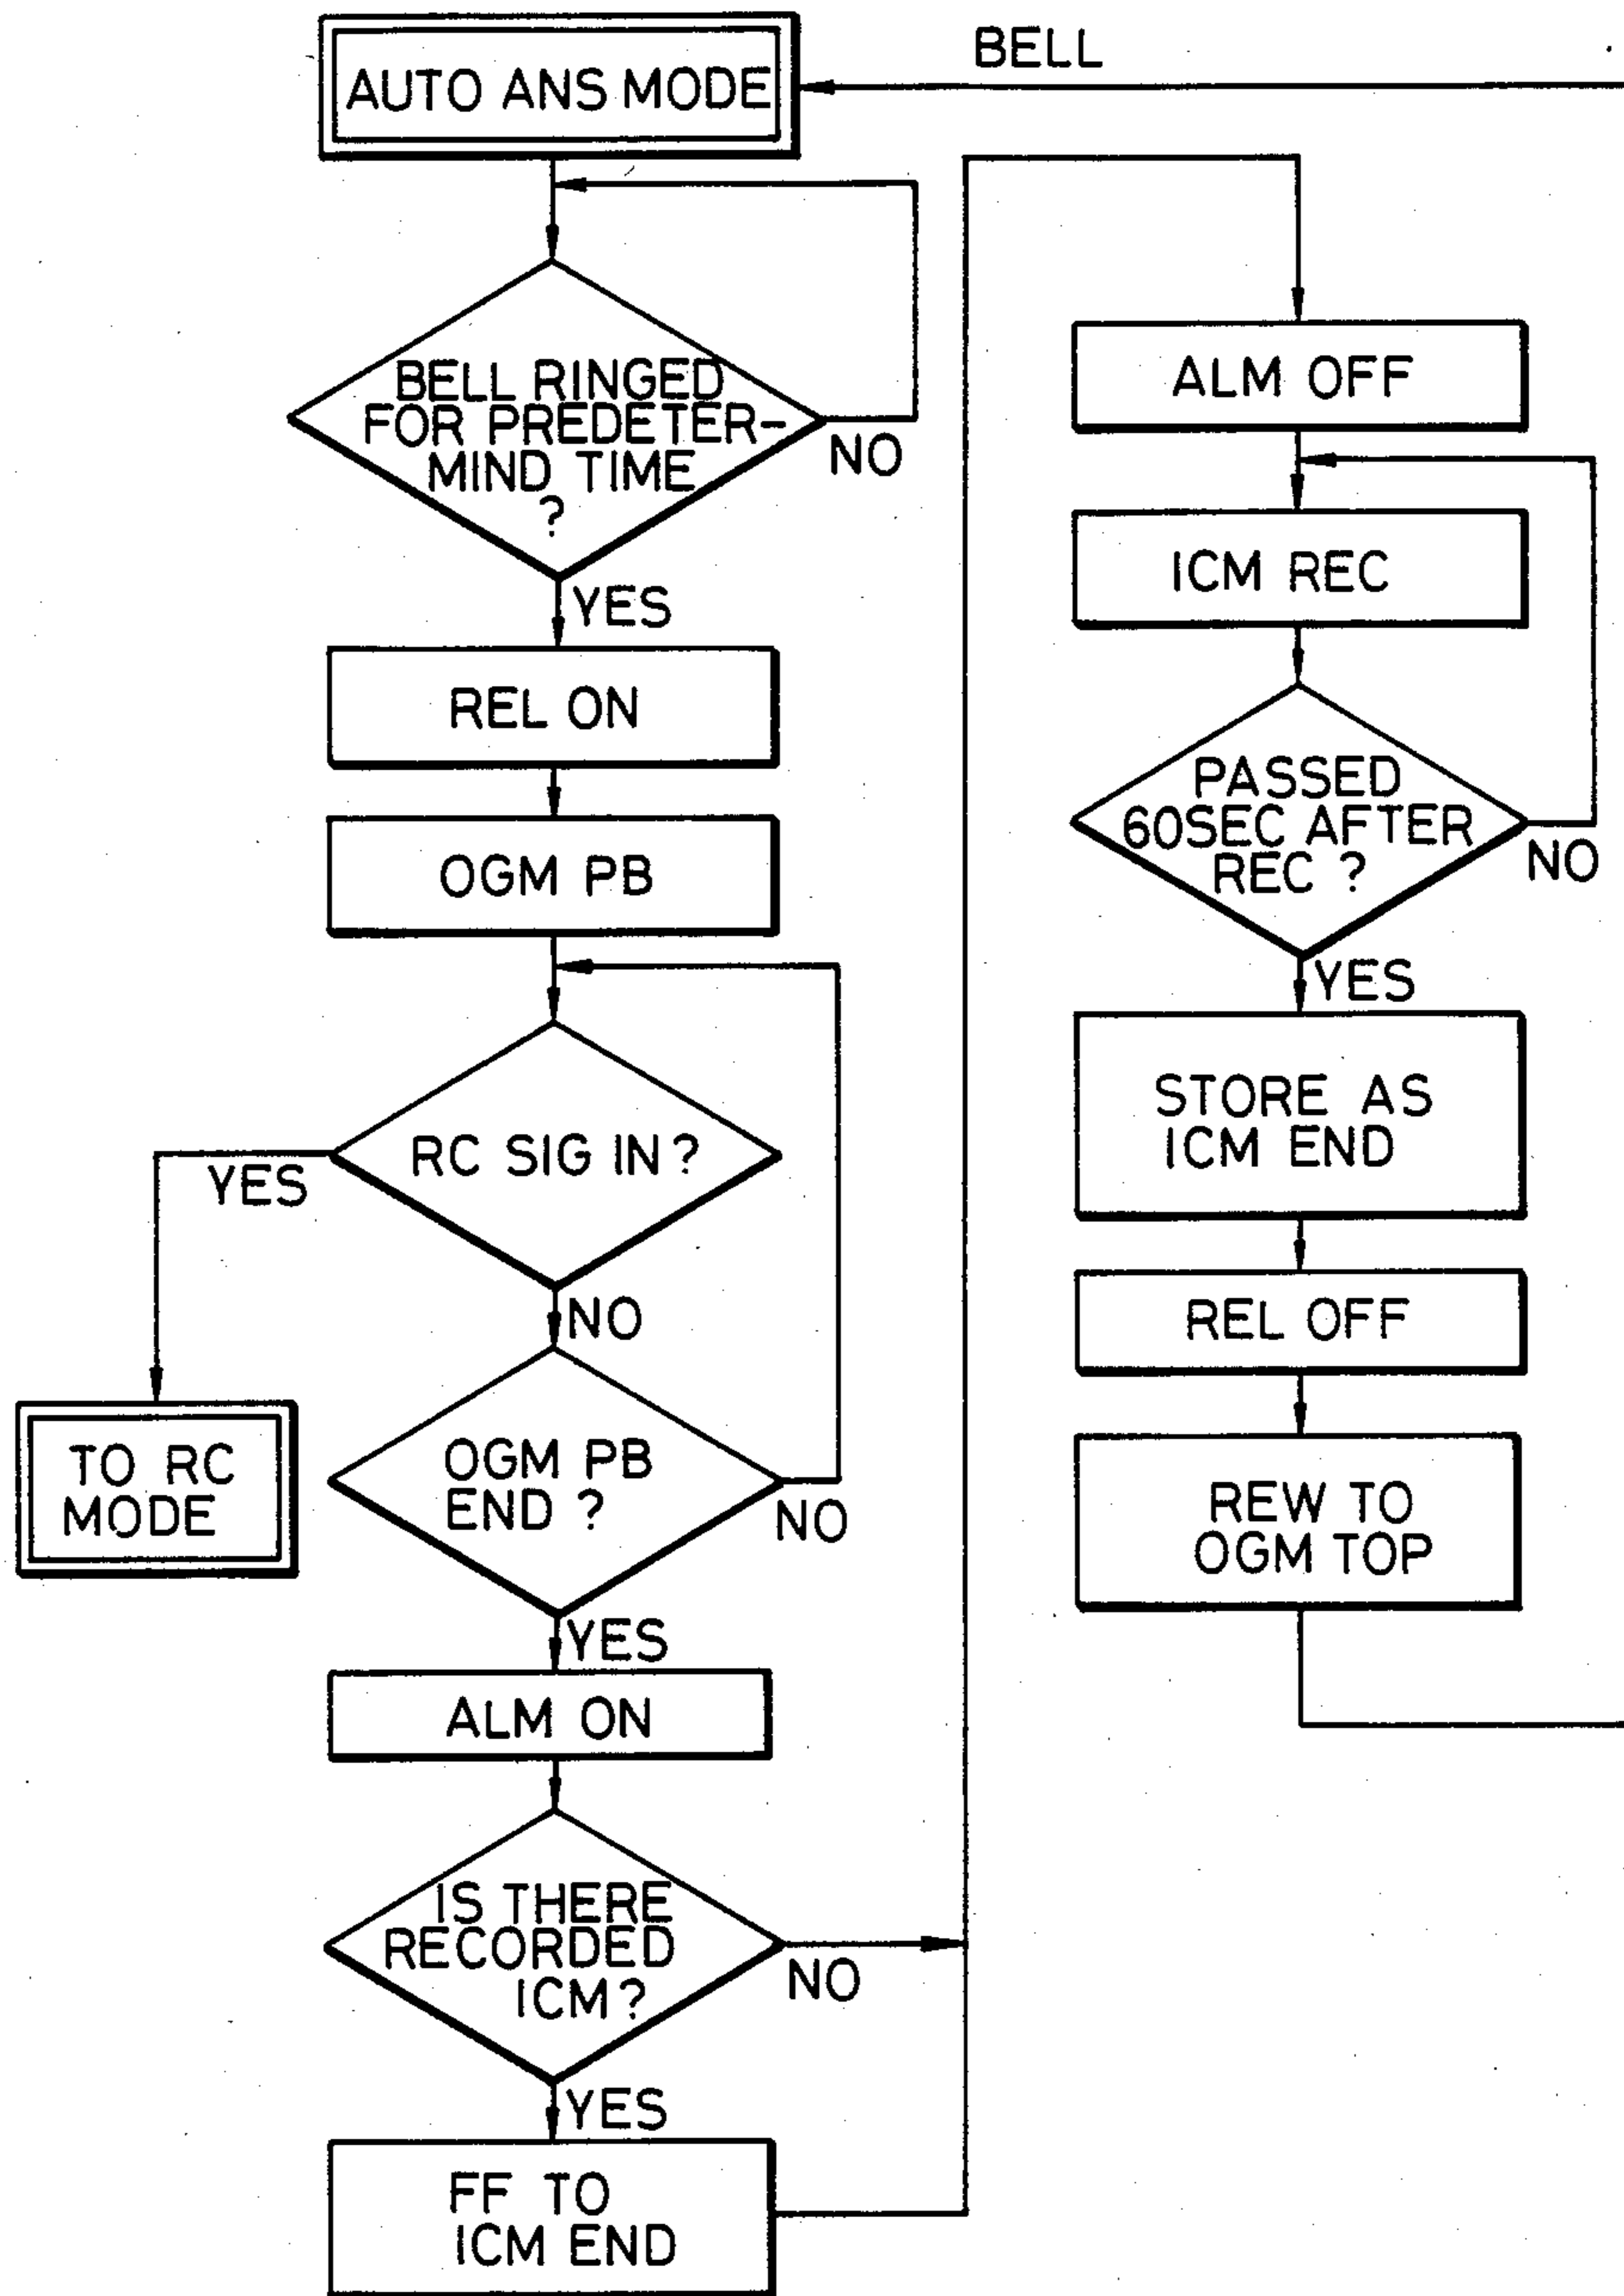 AUTO ANS MODE
BELL
BELL RINGED
FOR PREDETER-
MIND TIME
?
NO
YES
REL ON
OGM PB
RC SIG IN ?
YES
NO
TO RC
MODE
OGM PB
END ?
NO
YES
ALM ON
IS THERE
RECORDED
ICM ?
NO
YES
FF TO
ICM END
ALM OFF
ICM REC
PASSED
60SEC AFTER
REC ?
NO
YES
STORE AS
ICM END
REL OFF
REW TO
OGM TOP